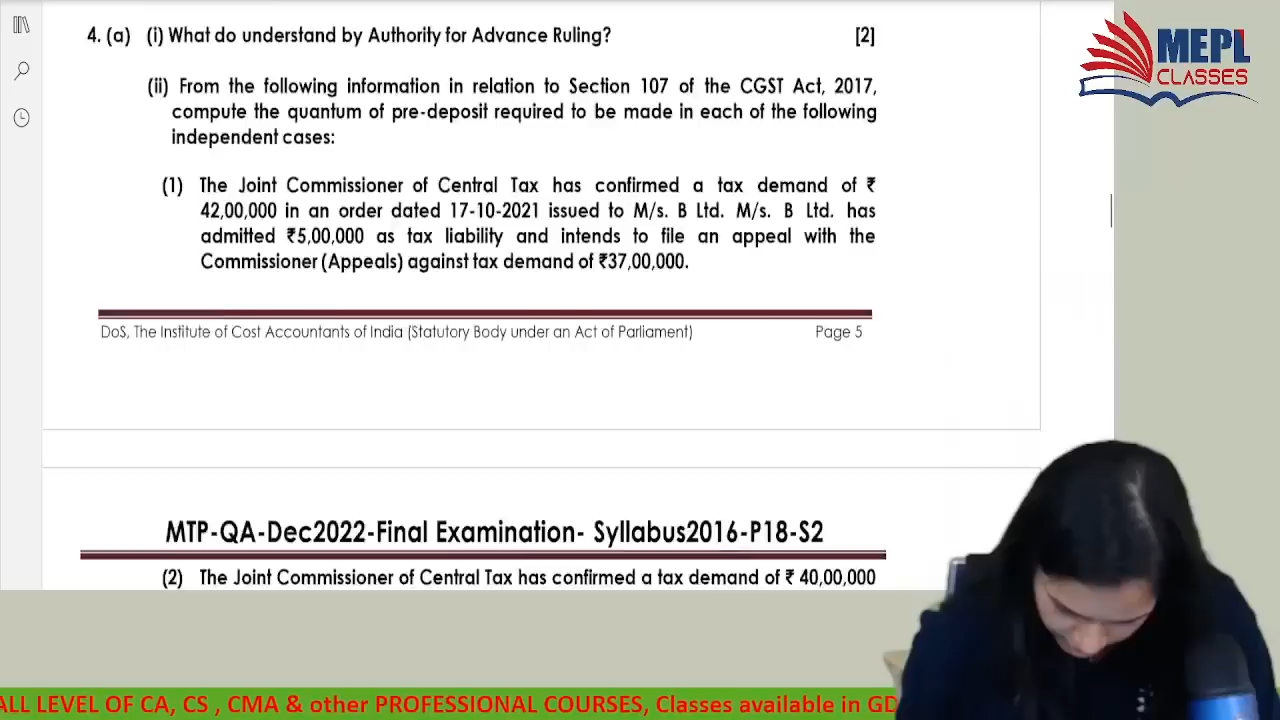 4. (a) (i) What do understand by Authority for Advance Ruling? [2]
(ii) From the following information in relation to Section 107 of the CGST Act, 2017,
compute the quantum of pre-deposit required to be made in each of the following
independent cases:
(1) The Joint Commissioner of Central Tax has confirmed a tax demand of ₹
42,00,000 in an order dated 17-10-2021 issued to M/s. B Ltd. M/s. B Ltd. has
admitted ₹5,00,000 as tax liability and intends to file an appeal with the
Commissioner (Appeals) against tax demand of ₹37,00,000.
DoS, The Institute of Cost Accountants of India (Statutory Body under an Act of Parliament) Page 5
MTP-QA-Dec2022-Final Examination- Syllabus2016-P18-S2
(2) The Joint Commissioner of Central Tax has confirmed a tax demand of ₹ 40,00,000
MEPL
CLASSES
ALL LEVEL OF CA, CS , CMA & other PROFESSIONAL COURSES, Classes available in GD